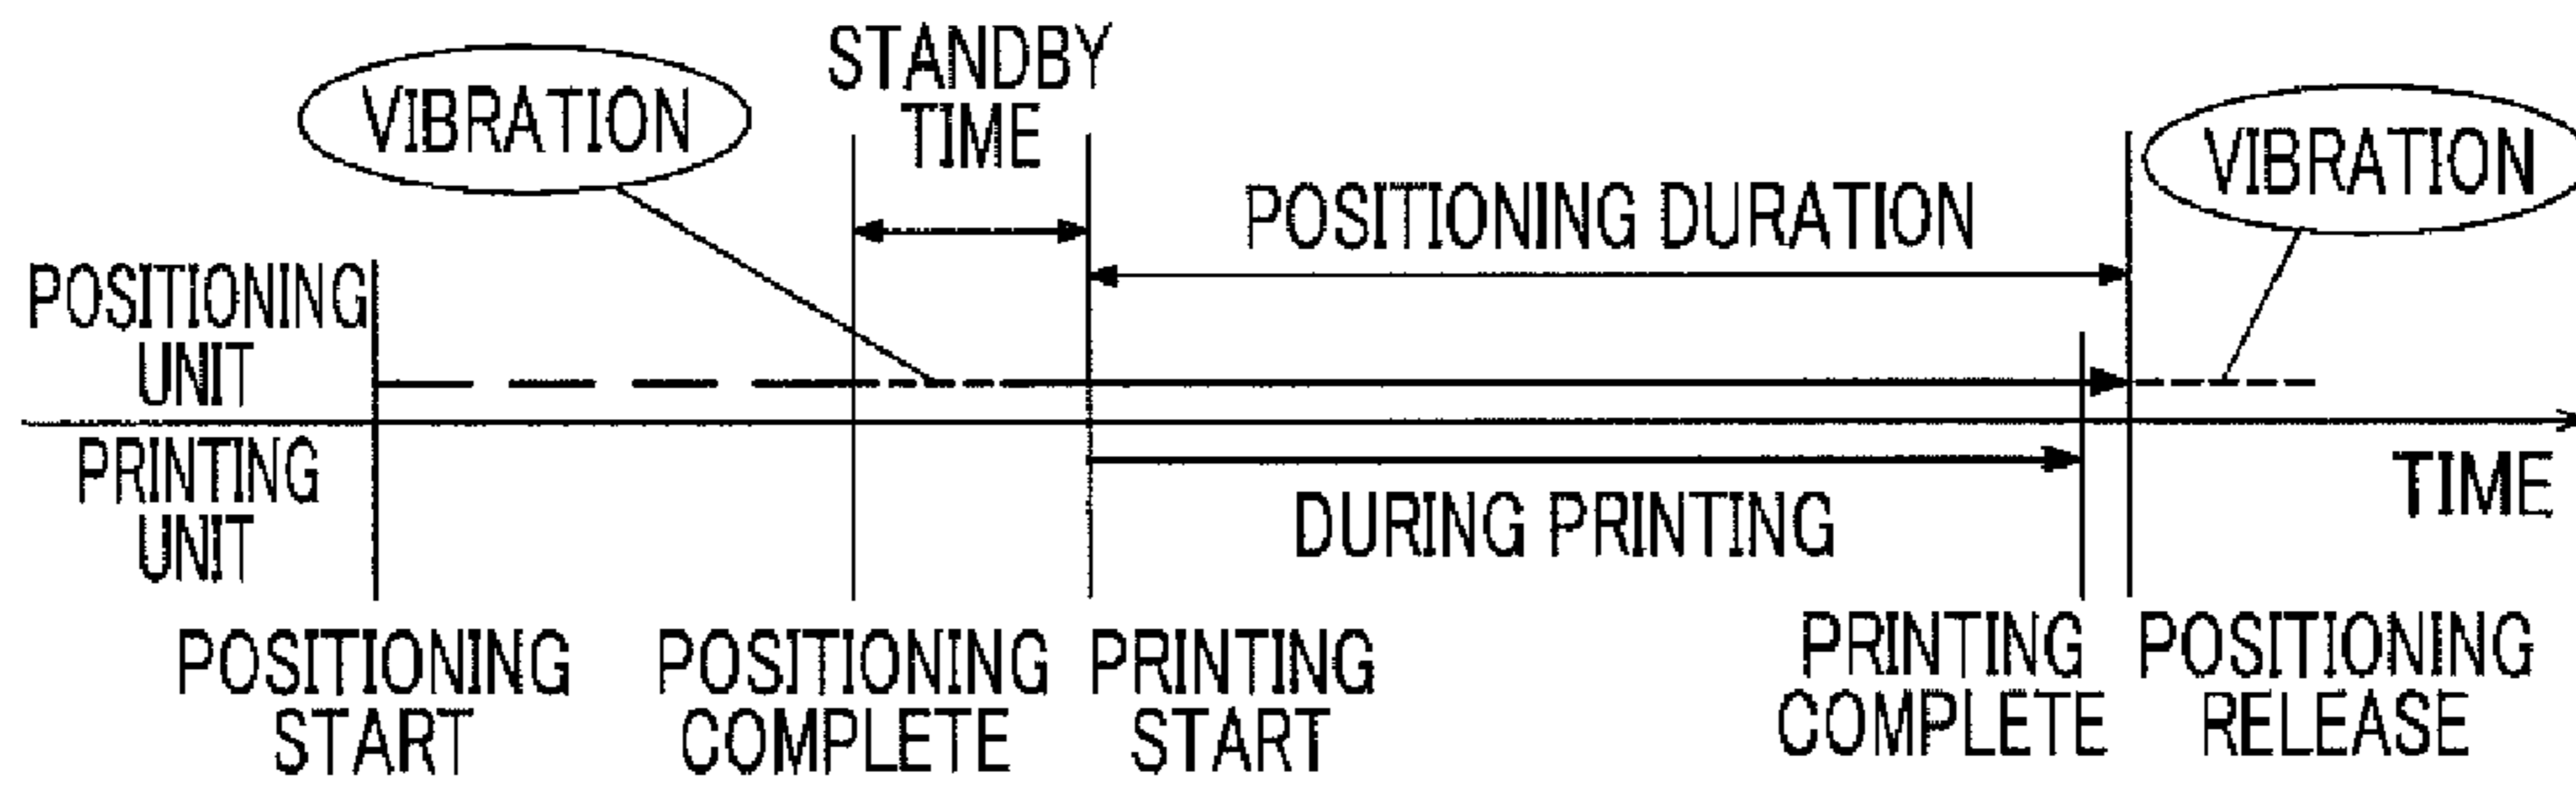 STANDBY
TIME
VIBRATION
VIBRATION
POSITIONING DURATION
POSITIONING
UNIT
PRINTING
UNIT
TIME
DURING PRINTING
POSITIONING
START
POSITIONING
COMPLETE
PRINTING
START
PRINTING
COMPLETE
POSITIONING
RELEASE